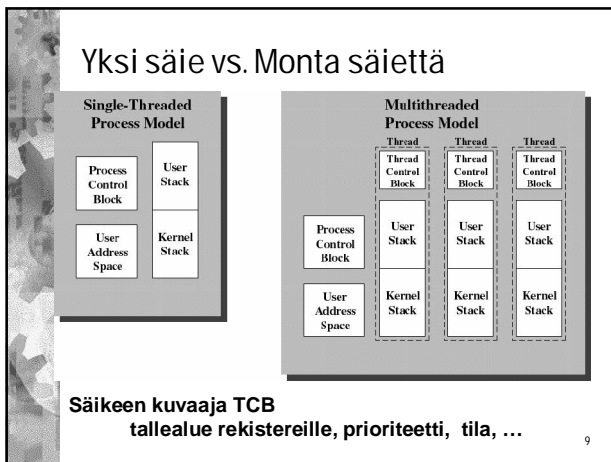 Yksi säie vs. Monta säiettä
Single-Threaded
Process Model
Process
Control
Block
User
Stack
User
Address
Space
Kernel
Stack
Multithreaded
Process Model
Thread
Thread
Thread
Thread
Control
Block
Thread
Control
Block
Thread
Control
Block
Process
Control
Block
User
Stack
User
Stack
User
Stack
User
Address
Space
Kernel
Stack
Kernel
Stack
Kernel
Stack
Säikeen kuvaaja TCB
tallealue rekistereille, prioriteetti, tila, …
9